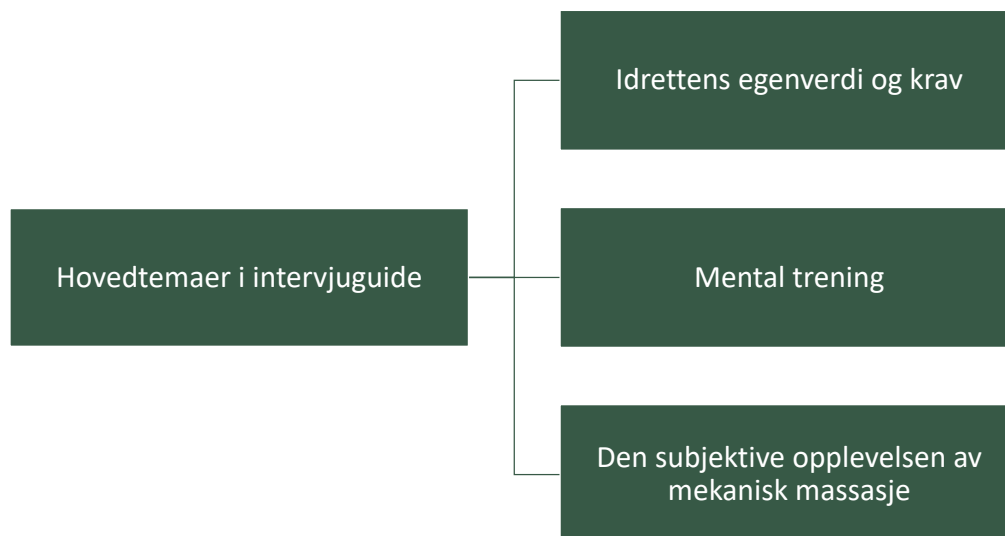 Hovedtemaer i intervjuguide
Idrettens egenverdi og krav
Mental trening
Den subjektive opplevelsen av
mekanisk massasje